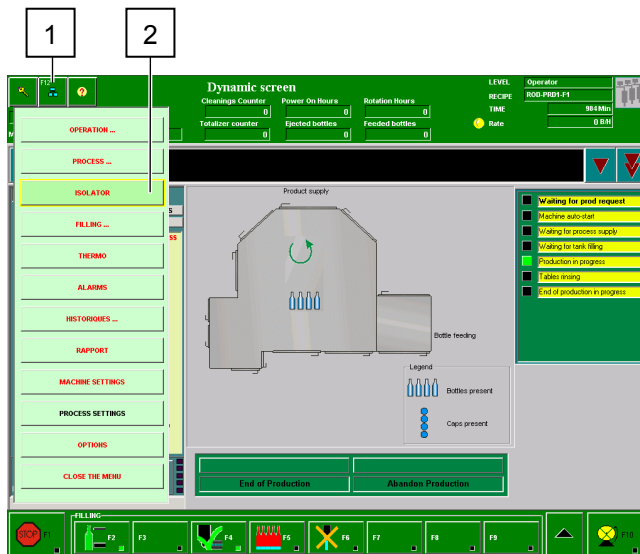 1
2
F12
?
Dynamic screen
LEVEL Operator
RECIPE ROD-PRD1-F1
TIME 984 Min
Rate 0 B/H
Cleanings Counter Power On Hours Rotation Hours
0 0 0
Totalizer counter Ejected bottles Feeded bottles
0 0 0
OPERATION ...
PROCESS ...
ISOLATOR
FILLING ...
THERMO
ALARMS
HISTORIQUES ...
RAPPORT
MACHINE SETTINGS
PROCESS SETTINGS
OPTIONS
CLOSE THE MENU
Product supply
Bottle feeding
Legend
Bottles present
Caps present
Waiting for prod request
Machine auto-start
Waiting for process supply
Waiting for tank filling
Production in progress
Tables rinsing
End of production in progress
End of Production Abandon Production
FILLING
STOP F1 F2 F3 F4 F5 F6 F7 F8 F9 F10